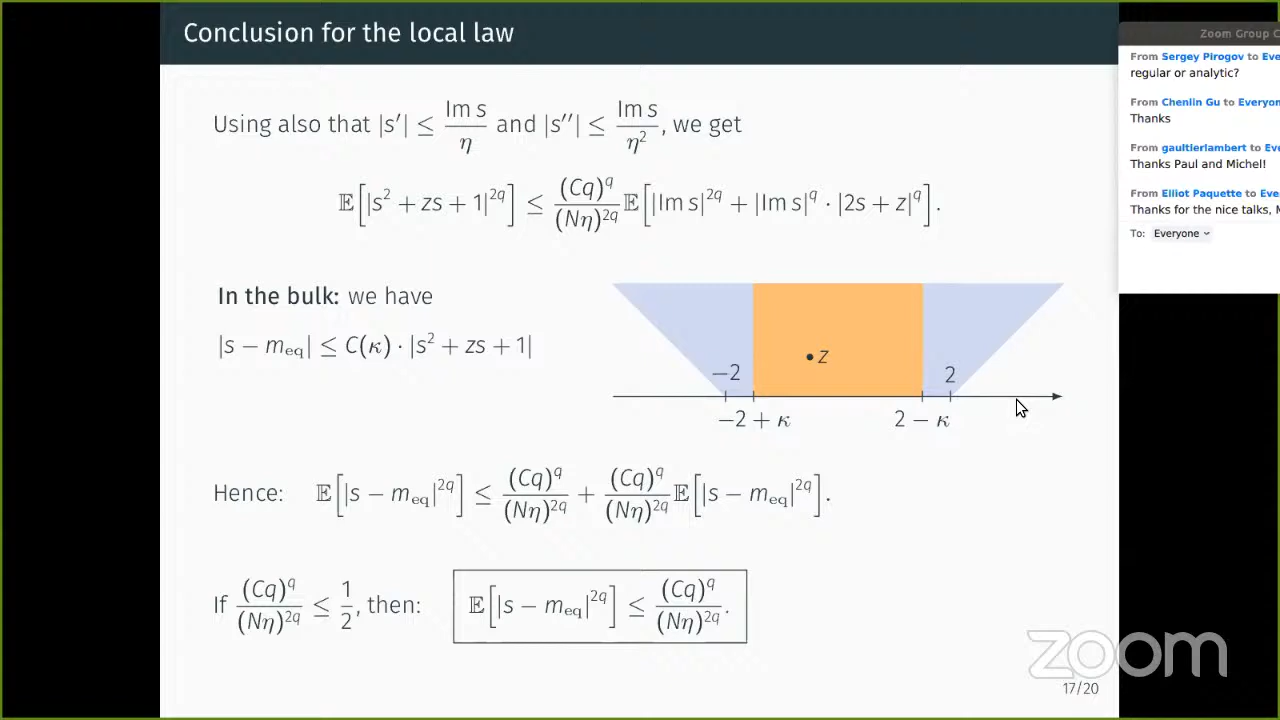 Conclusion for the local law
Using also that |s′| ≤ Im s / η and |s″| ≤ Im s / η², we get
𝔼[|s² + zs + 1|^{2q}] ≤ (Cq)^q / (Nη)^{2q} 𝔼[|Im s|^{2q} + |Im s|^q · |2s + z|^q].
In the bulk: we have
|s − m_eq| ≤ C(κ) · |s² + zs + 1|
z
−2
2
−2 + κ
2 − κ
Hence: 𝔼[|s − m_eq|^{2q}] ≤ (Cq)^q / (Nη)^{2q} + (Cq)^q / (Nη)^{2q} 𝔼[|s − m_eq|^{2q}].
If (Cq)^q / (Nη)^{2q} ≤ 1/2, then: 𝔼[|s − m_eq|^{2q}] ≤ (Cq)^q / (Nη)^{2q}.
17/20
zoom
Zoom Group C
From Sergey Pirogov to Eve
regular or analytic?
From Chenlin Gu to Everyon
Thanks
From gaultierlambert to Eve
Thanks Paul and Michel!
From Elliot Paquette to Eve
Thanks for the nice talks, M
To: Everyone